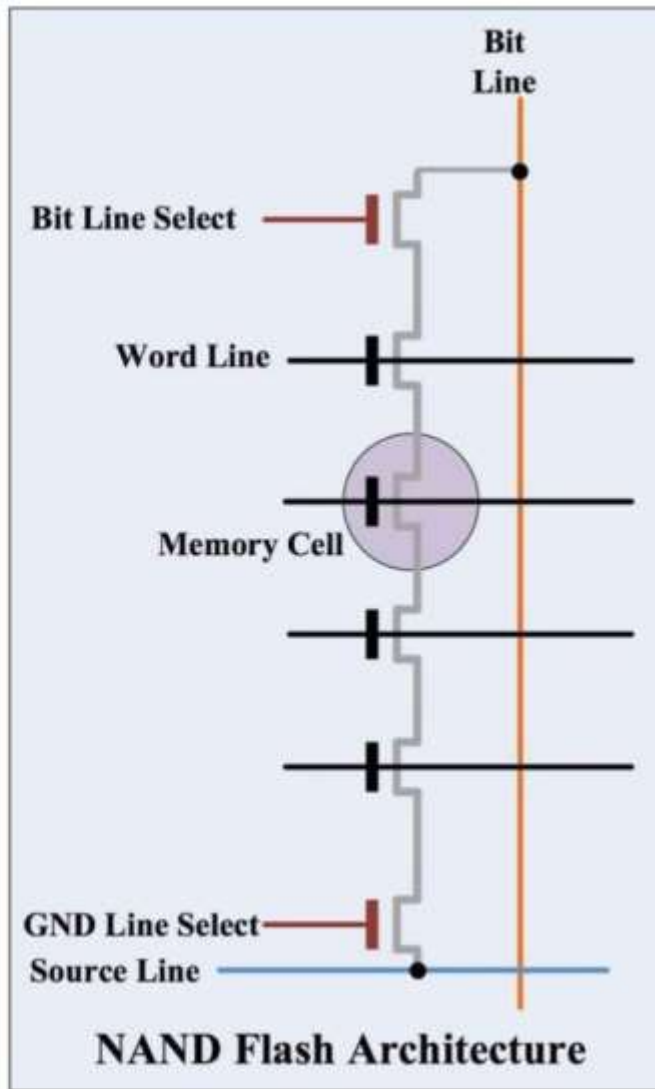 Bit
Line
Bit Line Select
Word Line
Memory Cell
GND Line Select
Source Line
NAND Flash Architecture